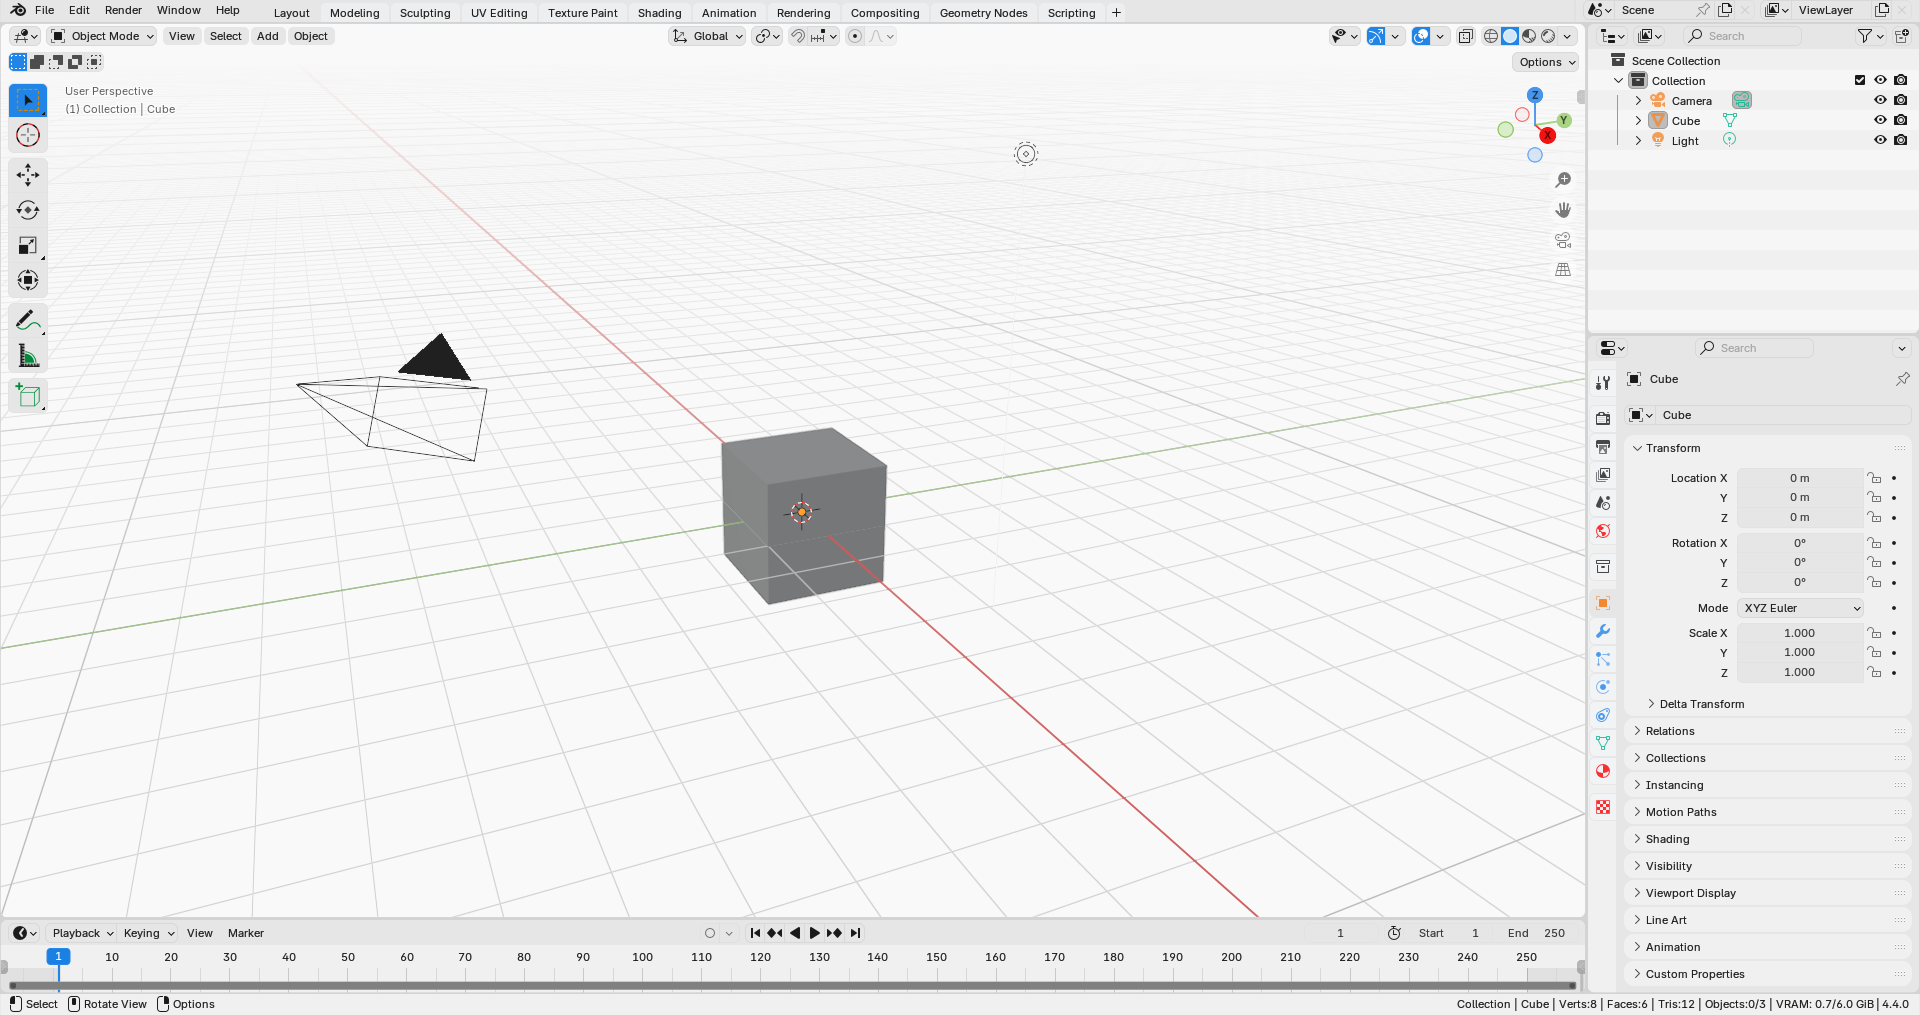 File Edit Render Window Help Layout Modeling Sculpting UV Editing Texture Paint Shading Animation Rendering Compositing Geometry Nodes Scripting + Scene ViewLayer
Object Mode View Select Add Object Global Search
Options
User Perspective
(1) Collection | Cube
Z
Y
X
Scene Collection
Collection
Camera
Cube
Light
Search
Cube
Cube
Transform
Location X 0 m
Y 0 m
Z 0 m
Rotation X 0°
Y 0°
Z 0°
Mode XYZ Euler
Scale X 1.000
Y 1.000
Z 1.000
Delta Transform
Relations
Collections
Instancing
Motion Paths
Shading
Visibility
Viewport Display
Line Art
Animation
Custom Properties
Playback Keying View Marker 1 Start 1 End 250
1 10 20 30 40 50 60 70 80 90 100 110 120 130 140 150 160 170 180 190 200 210 220 230 240 250
Select Rotate View Options Collection | Cube | Verts:8 | Faces:6 | Tris:12 | Objects:0/3 | VRAM: 0.7/6.0 GiB | 4.4.0